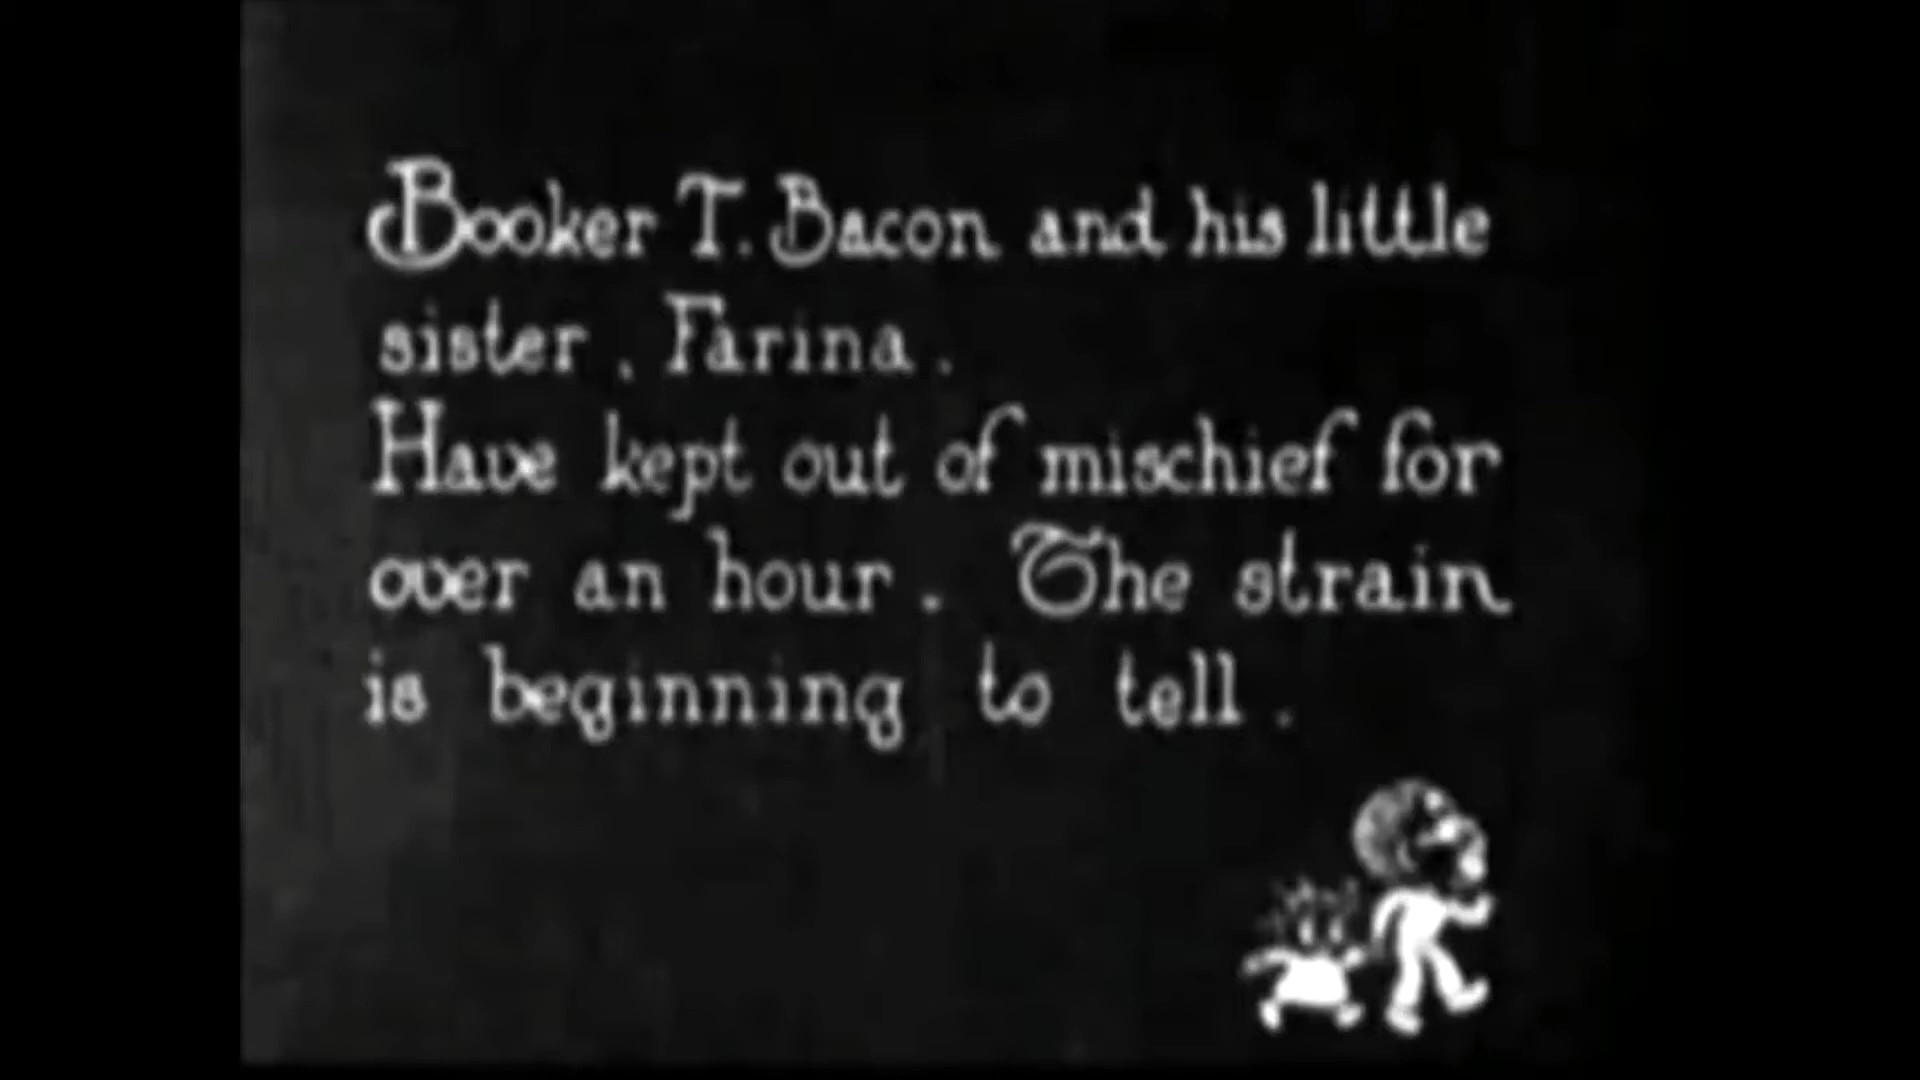 Booker T. Bacon and his little
sister, Farina.
Have kept out of mischief for
over an hour. The strain
is beginning to tell.